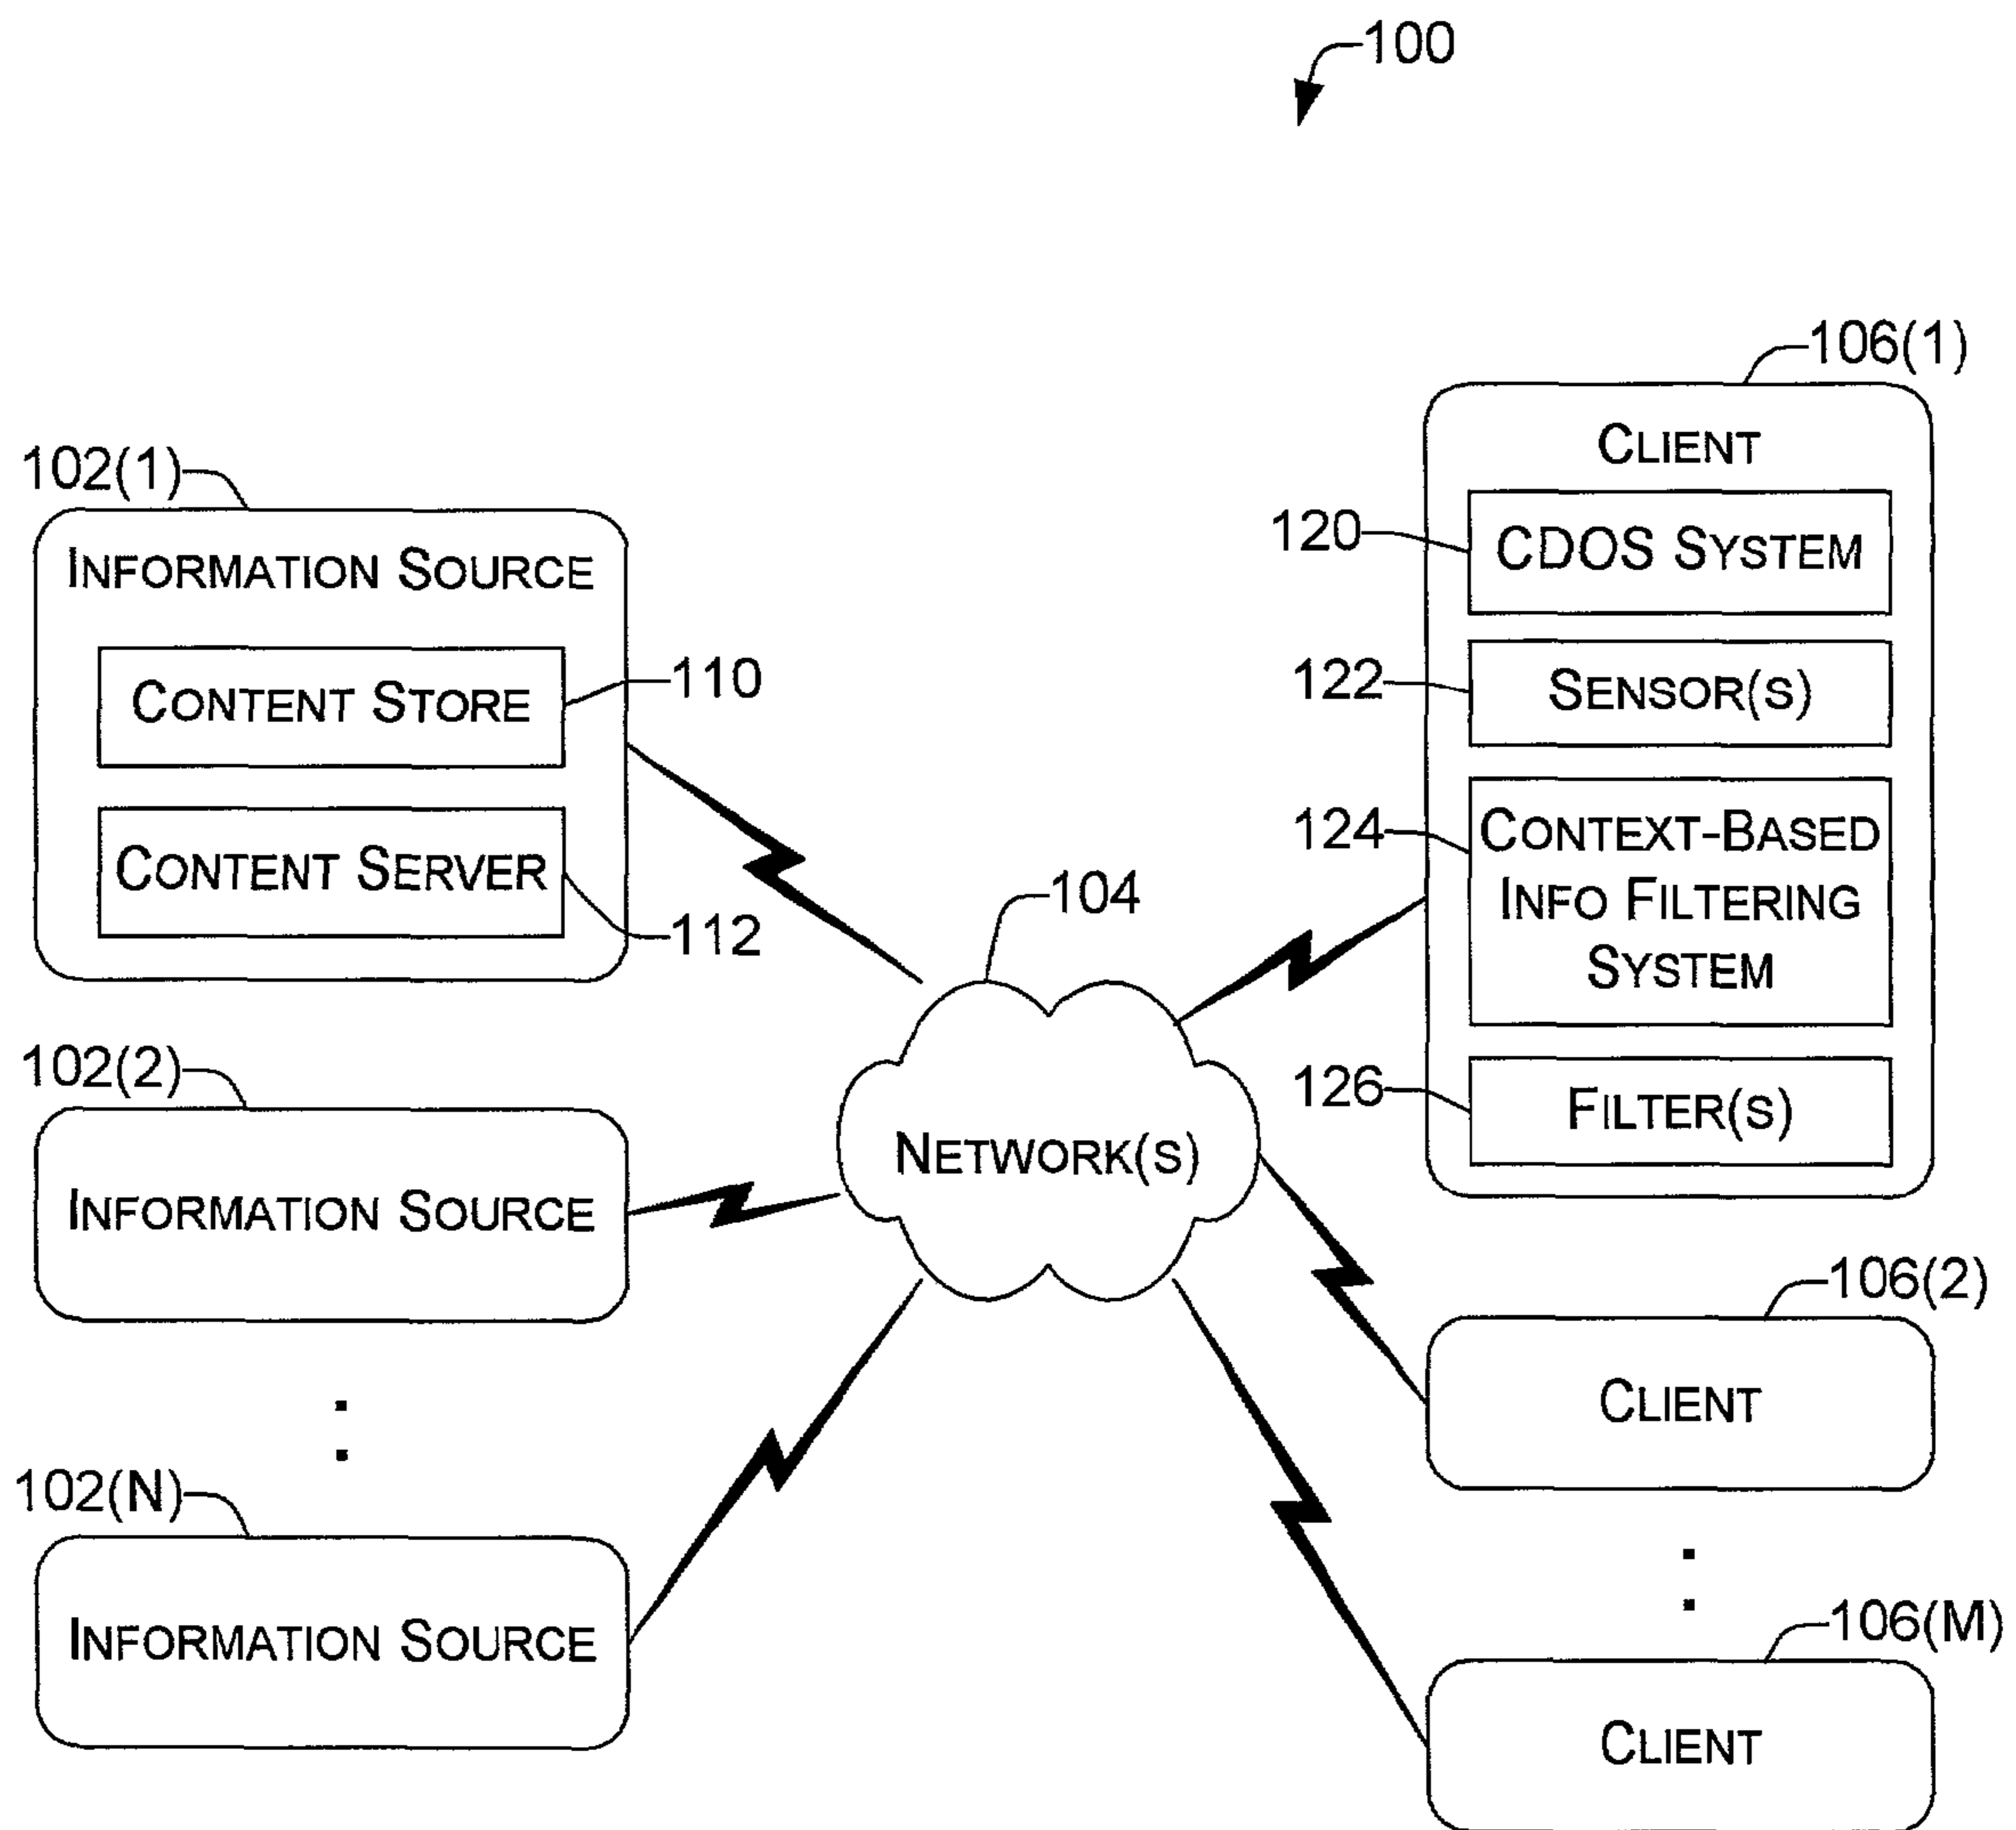 100
102(1)
INFORMATION SOURCE
CONTENT STORE
110
CONTENT SERVER
112
102(2)
INFORMATION SOURCE
102(N)
INFORMATION SOURCE
104
NETWORK(S)
106(1)
CLIENT
120
CDOS SYSTEM
122
SENSOR(S)
124
CONTEXT-BASED
INFO FILTERING
SYSTEM
126
FILTER(S)
106(2)
CLIENT
106(M)
CLIENT